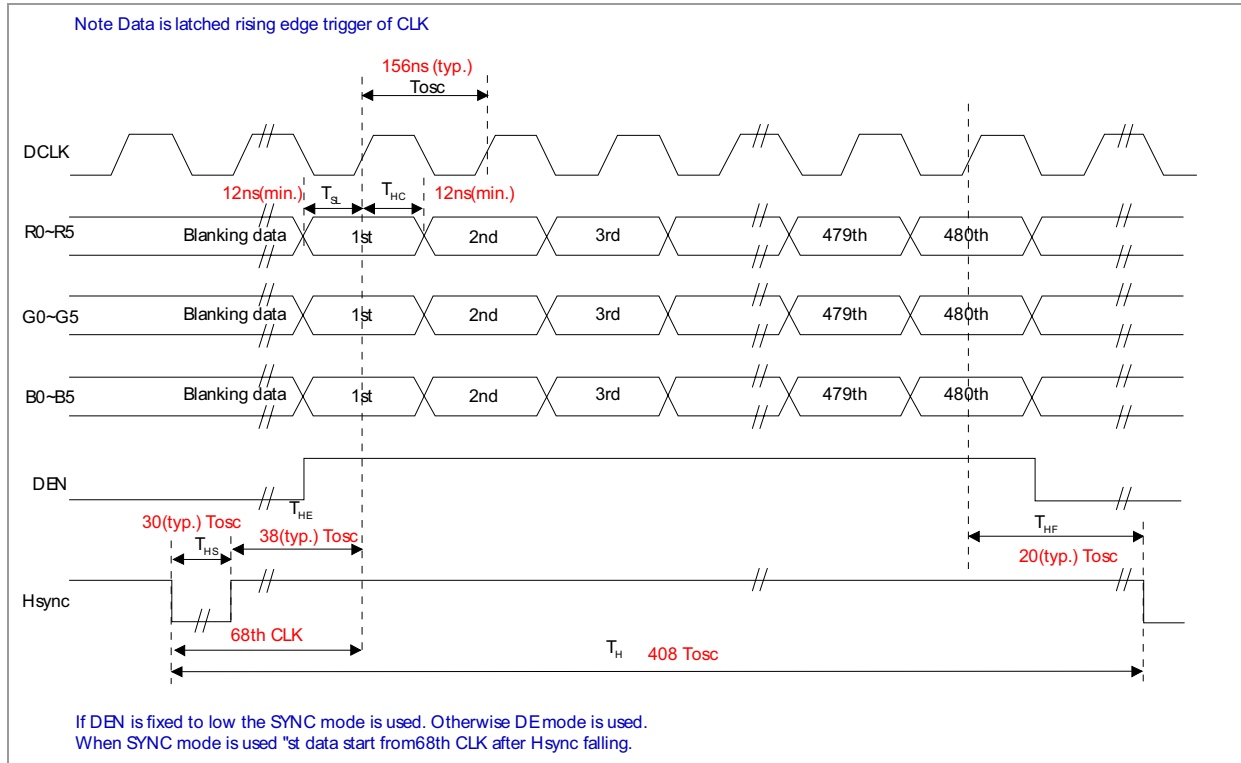 Note Data is latched rising edge trigger of CLK
156ns (typ.)
Tosc
DCLK
12ns(min.) TSL THC 12ns(min.)
R0~R5 Blanking data 1st 2nd 3rd 479th 480th
G0~G5 Blanking data 1st 2nd 3rd 479th 480th
B0~B5 Blanking data 1st 2nd 3rd 479th 480th
DEN
THE
30(typ.) Tosc
38(typ.) Tosc
THS
THF
20(typ.) Tosc
Hsync
68th CLK
TH 408 Tosc
If DEN is fixed to low the SYNC mode is used. Otherwise DE mode is used.
When SYNC mode is used "st data start from68th CLK after Hsync falling.